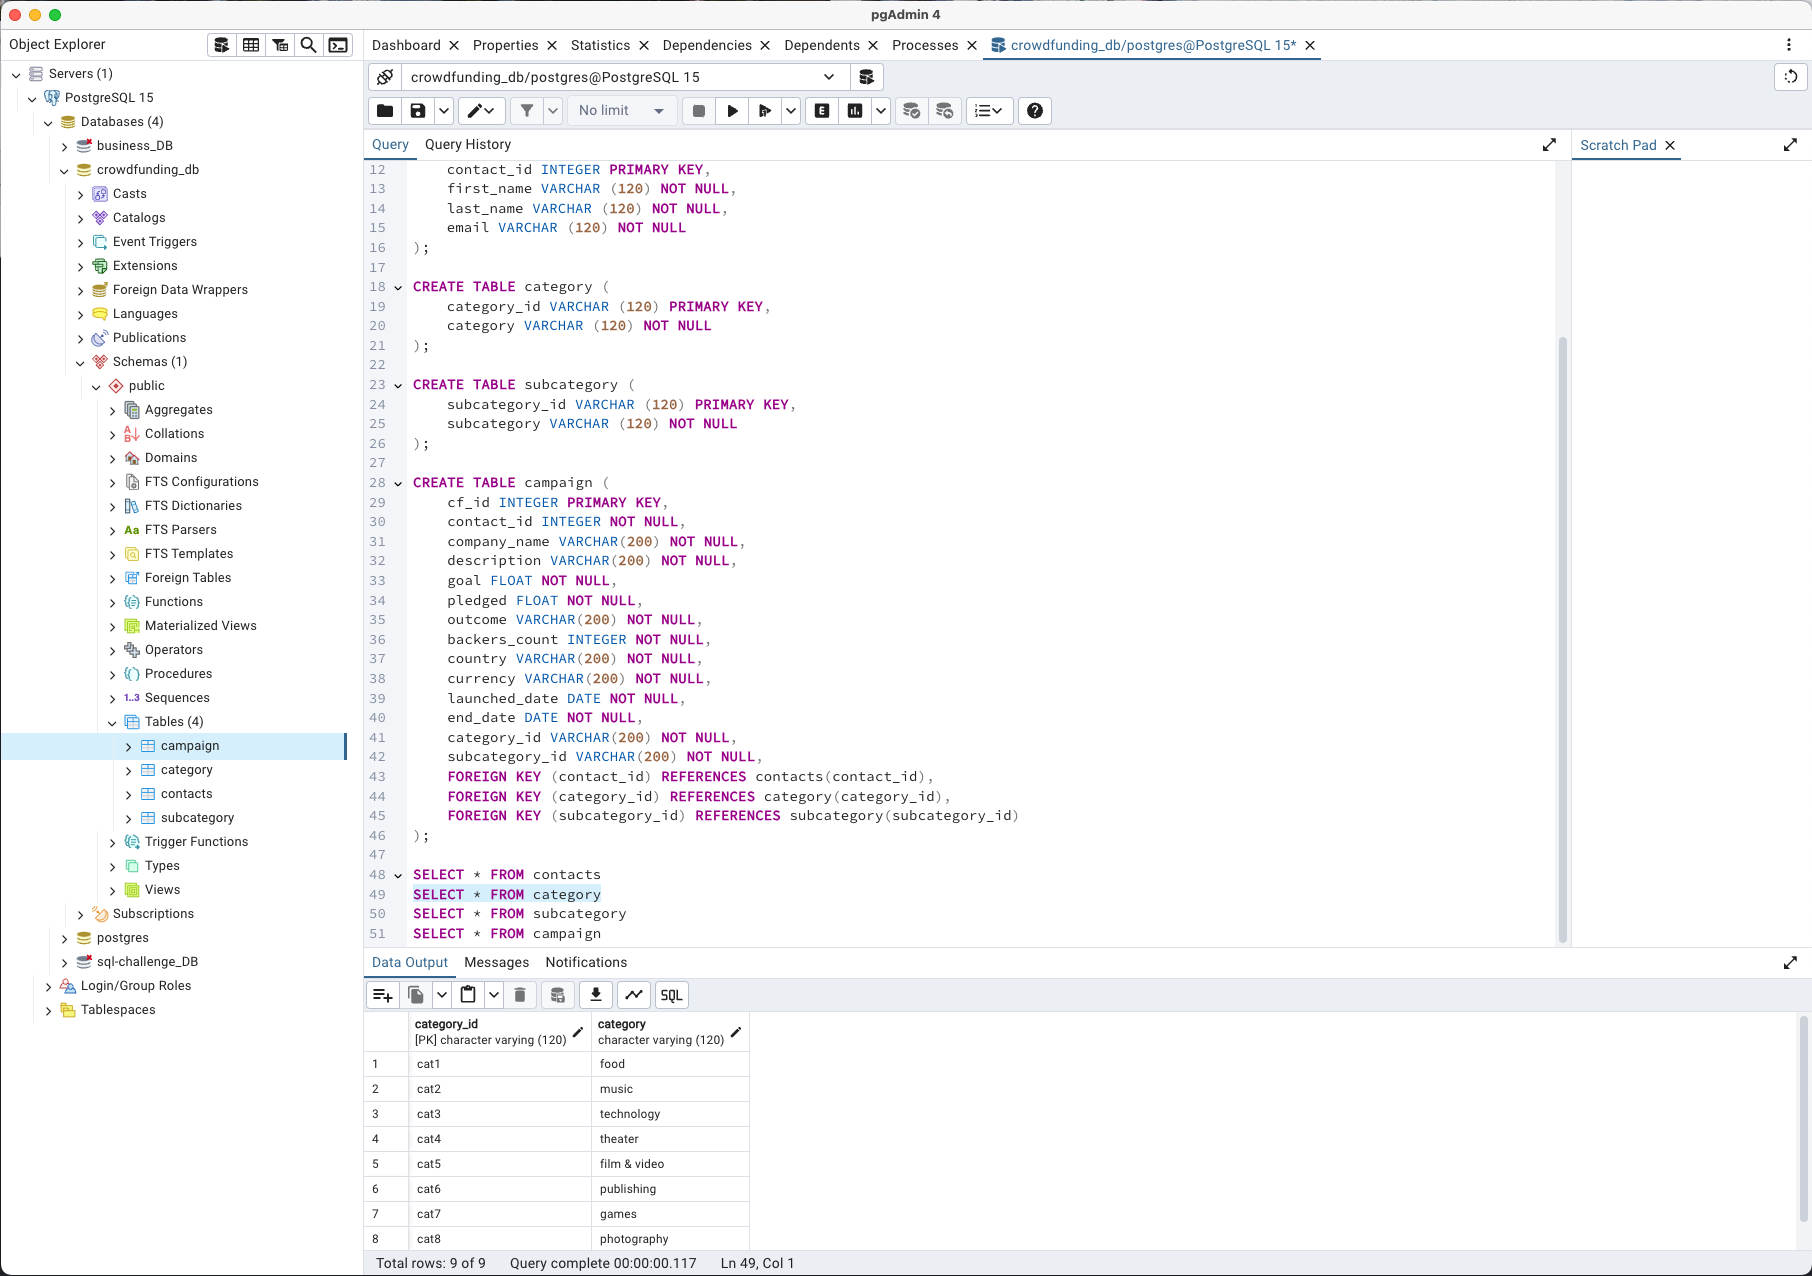 pgAdmin 4
Object Explorer
Dashboard
Properties
Statistics
Dependencies
Dependents
Processes
crowdfunding_db/postgres@PostgreSQL 15*
Servers (1)
PostgreSQL 15
Databases (4)
business_DB
crowdfunding_db
Casts
Catalogs
Event Triggers
Extensions
Foreign Data Wrappers
Languages
Publications
Schemas (1)
public
Aggregates
Collations
Domains
FTS Configurations
FTS Dictionaries
Aa FTS Parsers
FTS Templates
Foreign Tables
Functions
Materialized Views
Operators
Procedures
1..3 Sequences
Tables (4)
campaign
category
contacts
subcategory
Trigger Functions
Types
Views
Subscriptions
postgres
sql-challenge_DB
Login/Group Roles
Tablespaces
crowdfunding_db/postgres@PostgreSQL 15
No limit
E
Query
Query History
Scratch Pad
12 contact_id INTEGER PRIMARY KEY,
13 first_name VARCHAR (120) NOT NULL,
14 last_name VARCHAR (120) NOT NULL,
15 email VARCHAR (120) NOT NULL
16 );
17
18 CREATE TABLE category (
19 category_id VARCHAR (120) PRIMARY KEY,
20 category VARCHAR (120) NOT NULL
21 );
22
23 CREATE TABLE subcategory (
24 subcategory_id VARCHAR (120) PRIMARY KEY,
25 subcategory VARCHAR (120) NOT NULL
26 );
27
28 CREATE TABLE campaign (
29 cf_id INTEGER PRIMARY KEY,
30 contact_id INTEGER NOT NULL,
31 company_name VARCHAR(200) NOT NULL,
32 description VARCHAR(200) NOT NULL,
33 goal FLOAT NOT NULL,
34 pledged FLOAT NOT NULL,
35 outcome VARCHAR(200) NOT NULL,
36 backers_count INTEGER NOT NULL,
37 country VARCHAR(200) NOT NULL,
38 currency VARCHAR(200) NOT NULL,
39 launched_date DATE NOT NULL,
40 end_date DATE NOT NULL,
41 category_id VARCHAR(200) NOT NULL,
42 subcategory_id VARCHAR(200) NOT NULL,
43 FOREIGN KEY (contact_id) REFERENCES contacts(contact_id),
44 FOREIGN KEY (category_id) REFERENCES category(category_id),
45 FOREIGN KEY (subcategory_id) REFERENCES subcategory(subcategory_id)
46 );
47
48 SELECT * FROM contacts
49 SELECT * FROM category
50 SELECT * FROM subcategory
51 SELECT * FROM campaign
Data Output
Messages
Notifications
SQL
category_id
[PK] character varying (120)
category
character varying (120)
1 cat1 food
2 cat2 music
3 cat3 technology
4 cat4 theater
5 cat5 film & video
6 cat6 publishing
7 cat7 games
8 cat8 photography
Total rows: 9 of 9
Query complete 00:00:00.117
Ln 49, Col 1